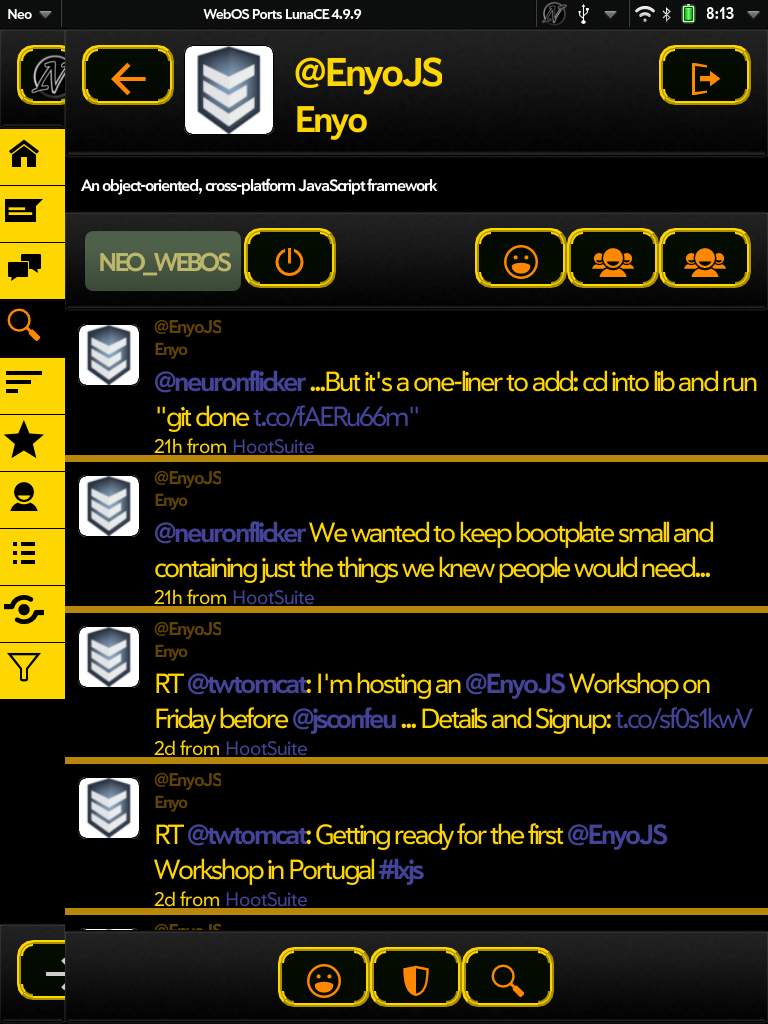 Neo WebOS Ports LunaCE 4.9.9 8:13
@EnyoJS
Enyo
An object-oriented, cross-platform JavaScript framework
NEO_WEBOS
@EnyoJS
Enyo
@neuronflicker ...But it's a one-liner to add: cd into lib and run
"git done t.co/fAERu66m"
21h from HootSuite
@EnyoJS
Enyo
@neuronflicker We wanted to keep bootplate small and
containing just the things we knew people would need...
21h from HootSuite
@EnyoJS
Enyo
RT @twtomcat: I'm hosting an @EnyoJS Workshop on
Friday before @jsconfeu ... Details and Signup: t.co/sf0s1kwV
2d from HootSuite
@EnyoJS
Enyo
RT @twtomcat: Getting ready for the first @EnyoJS
Workshop in Portugal #lxjs
2d from HootSuite
@EnyoJS